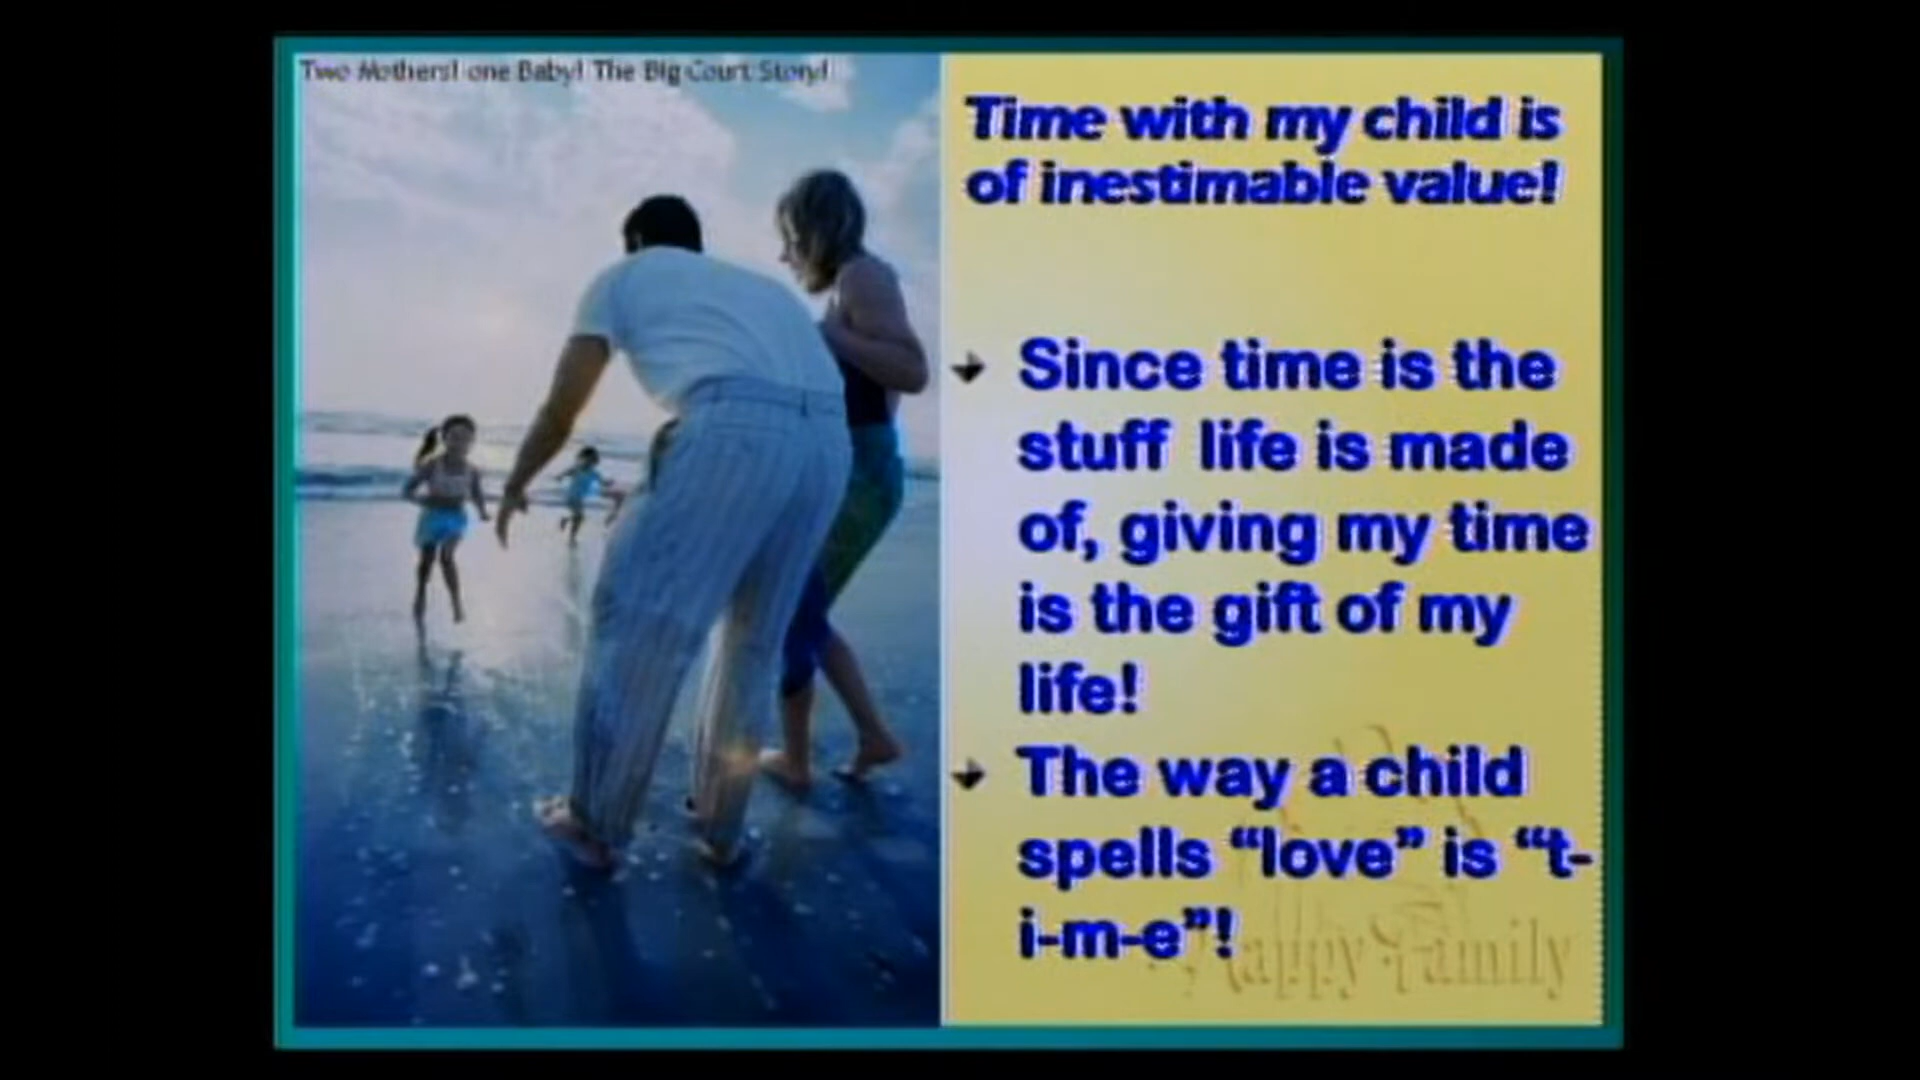 Two Mothers! one Baby! The Big Court Story!
Time with my child is
of inestimable value!
Since time is the
stuff life is made
of, giving my time
is the gift of my
life!
The way a child
spells “love” is “t-
i-m-e”!
Happy Family